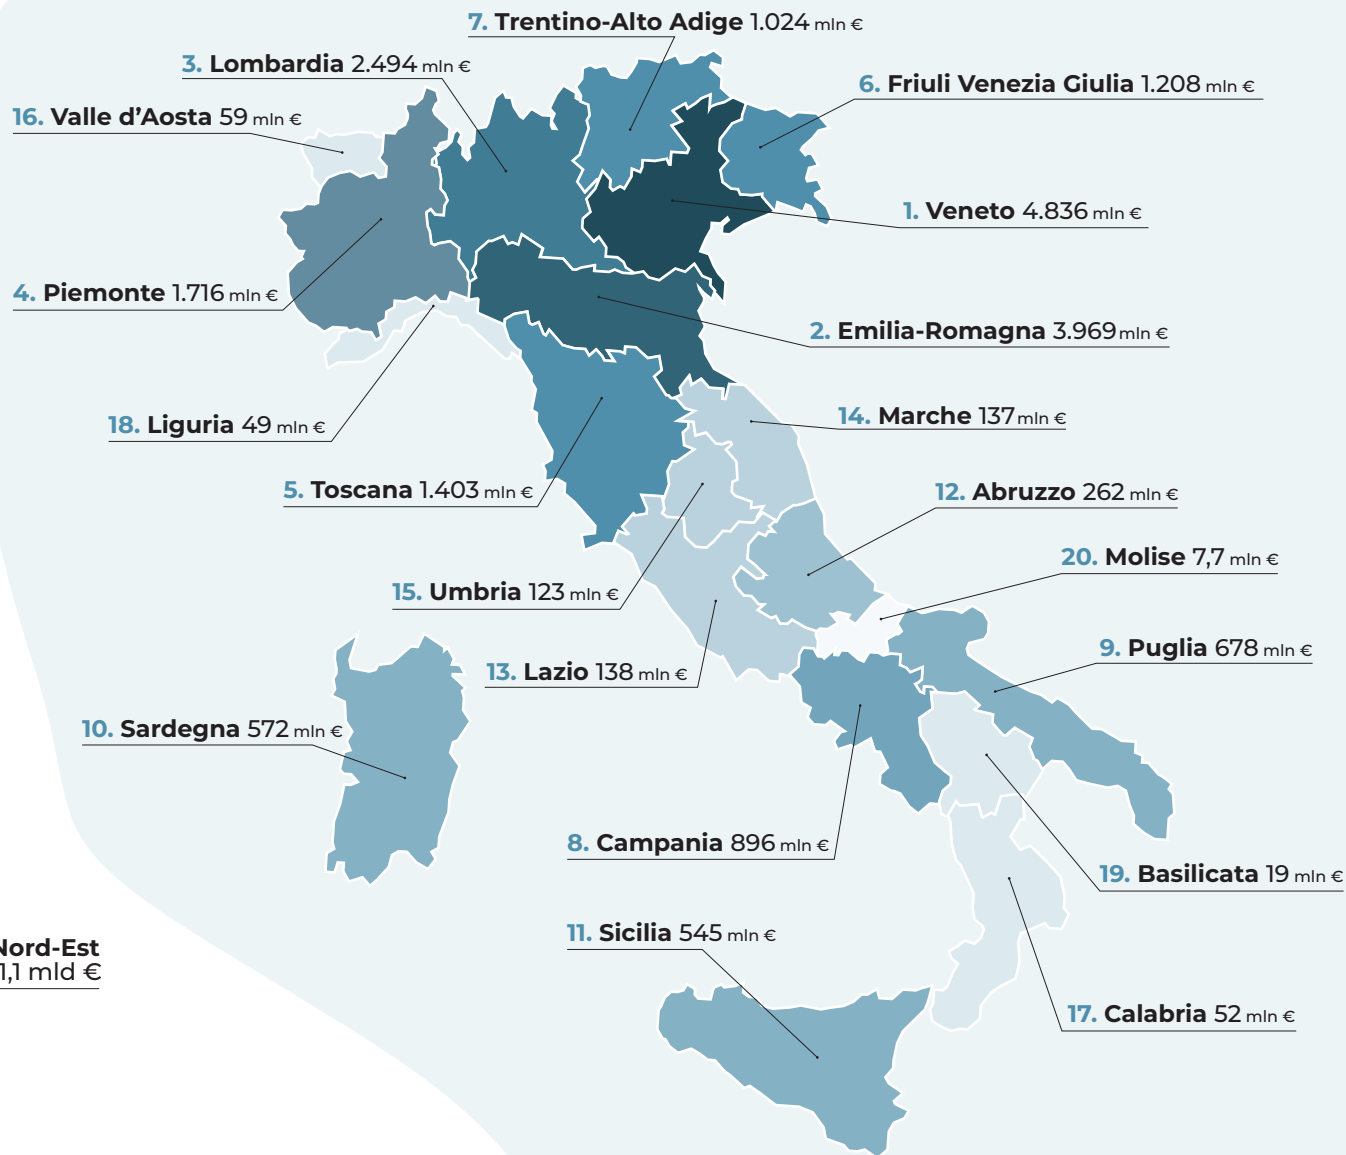 7. Trentino-Alto Adige 1.024 mln €
3. Lombardia 2.494 mln €
6. Friuli Venezia Giulia 1.208 mln €
16. Valle d'Aosta 59 mln €
1. Veneto 4.836 mln €
4. Piemonte 1.716 mln €
2. Emilia-Romagna 3.969 mln €
18. Liguria 49 mln €
14. Marche 137 mln €
5. Toscana 1.403 mln €
12. Abruzzo 262 mln €
20. Molise 7,7 mln €
15. Umbria 123 mln €
9. Puglia 678 mln €
13. Lazio 138 mln €
10. Sardegna 572 mln €
8. Campania 896 mln €
19. Basilicata 19 mln €
11. Sicilia 545 mln €
Nord-Est
1,1 mld €
17. Calabria 52 mln €